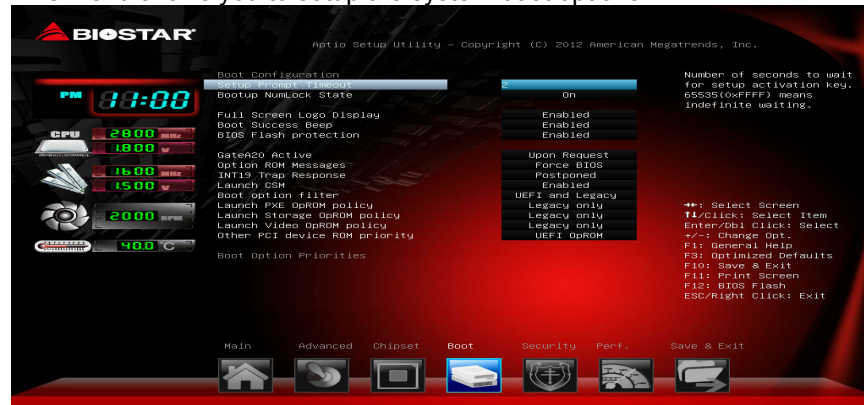 BIOSTAR
Aptio Setup Utility – Copyright (C) 2012 American Megatrends, Inc.
Boot Configuration
Setup Prompt Timeout 2
Bootup NumLock State On
Full Screen Logo Display Enabled
Boot Success Beep Enabled
BIOS Flash protection Enabled
GateA20 Active Upon Request
Option ROM Messages Force BIOS
INT19 Trap Response Postponed
Launch CSM Enabled
Boot option filter UEFI and Legacy
Launch PXE OpROM policy Legacy only
Launch Storage OpROM policy Legacy only
Launch Video OpROM policy Legacy only
Other PCI device ROM priority UEFI OpROM
Boot Option Priorities
Number of seconds to wait
for setup activation key.
65535(0xFFFF) means
indefinite waiting.
→←: Select Screen
↑↓/Click: Select Item
Enter/Dbl Click: Select
+/-: Change Opt.
F1: General Help
F3: Optimized Defaults
F10: Save & Exit
F11: Print Screen
F12: BIOS Flash
ESC/Right Click: Exit
PM 11:00
CPU 2800 MHz
1.800 V
1600 MHz
1.500 V
2000 RPM
40.0 °C
Main Advanced Chipset Boot Security Perf. Save & Exit